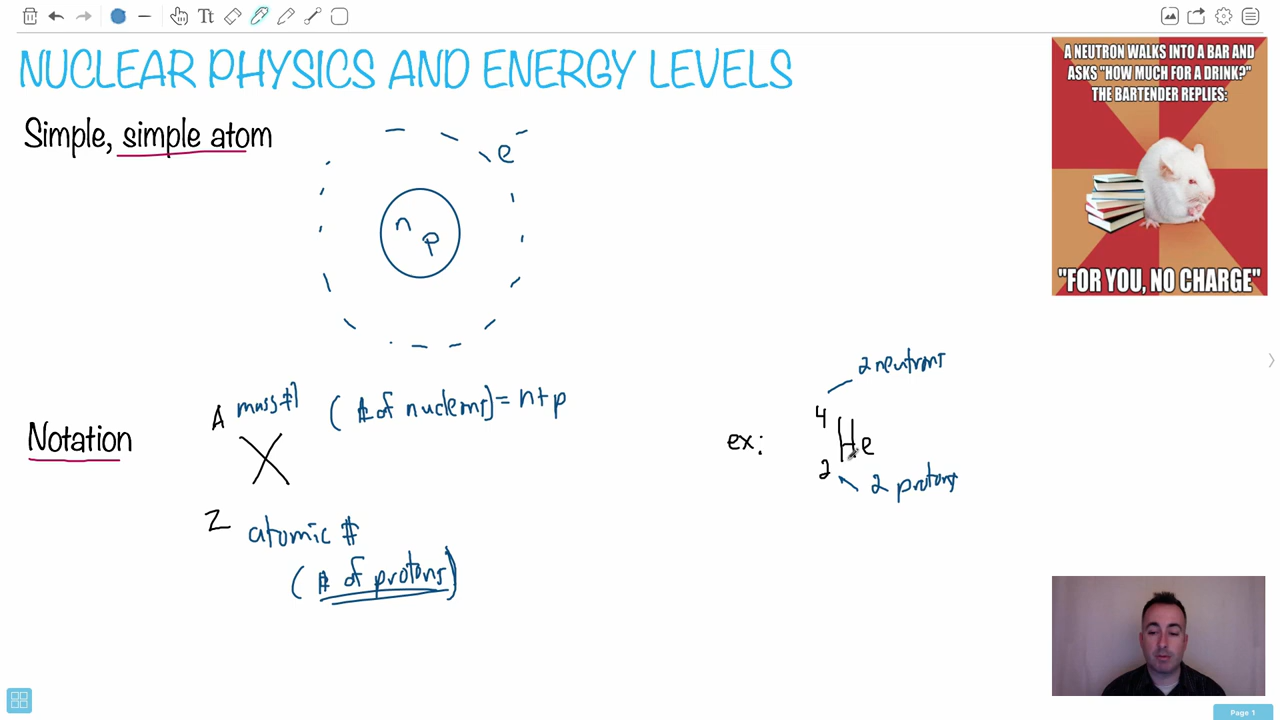 Tt
NUCLEAR PHYSICS AND ENERGY LEVELS
A NEUTRON WALKS INTO A BAR AND
ASKS "HOW MUCH FOR A DRINK?"
THE BARTENDER REPLIES:
"FOR YOU, NO CHARGE"
Simple, simple atom
e
n
p
Notation
A mass # (# of nucleons) = n+p
X
Z atomic #
(# of protons)
2 neutrons
4
ex: He
2 2 protons
Page 1